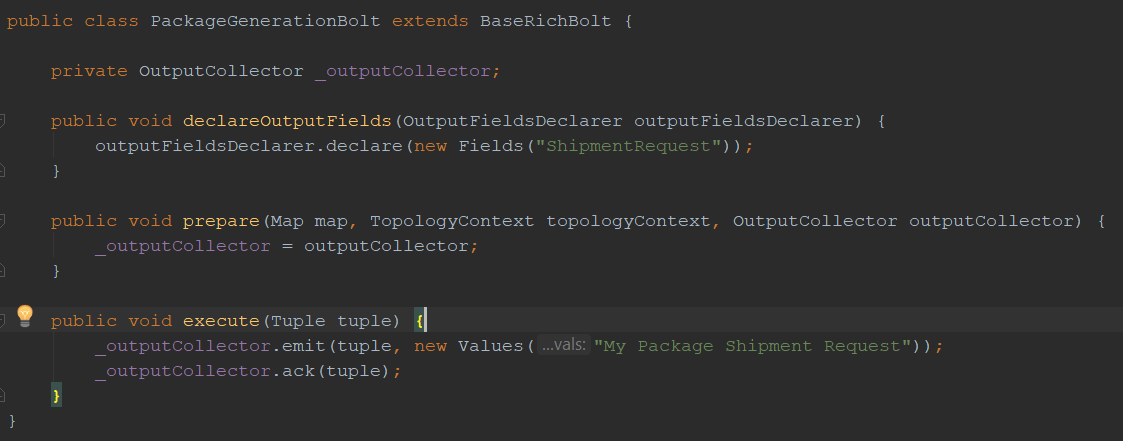 public class PackageGenerationBolt extends BaseRichBolt {
private OutputCollector _outputCollector;
public void declareOutputFields(OutputFieldsDeclarer outputFieldsDeclarer) {
outputFieldsDeclarer.declare(new Fields("ShipmentRequest"));
}
public void prepare(Map map, TopologyContext topologyContext, OutputCollector outputCollector) {
_outputCollector = outputCollector;
}
public void execute(Tuple tuple) {
_outputCollector.emit(tuple, new Values( ...vals: "My Package Shipment Request"));
_outputCollector.ack(tuple);
}
}